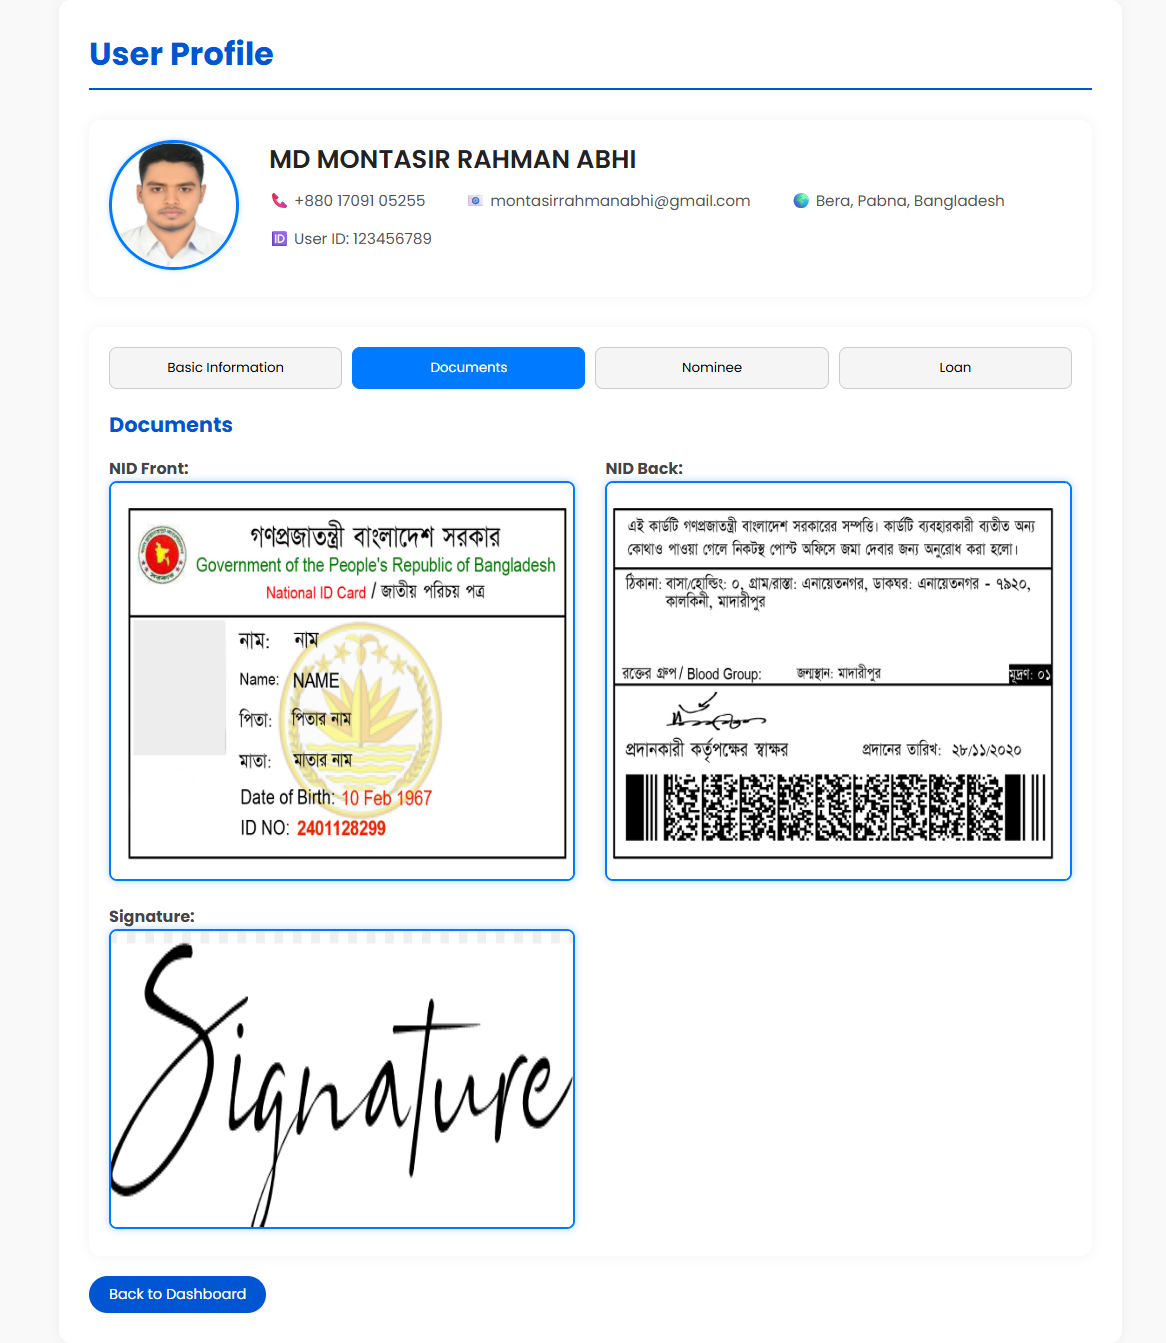 User Profile
MD MONTASIR RAHMAN ABHI
+880 17091 05255
montasirrahmanabhi@gmail.com
Bera, Pabna, Bangladesh
ID User ID: 123456789
Basic Information
Documents
Nominee
Loan
Documents
NID Front:
গণপ্রজাতন্ত্রী বাংলাদেশ সরকার
Government of the People's Republic of Bangladesh
National ID Card / জাতীয় পরিচয় পত্র
নাম: নাম
Name: NAME
পিতা: পিতার নাম
মাতা: মাতার নাম
Date of Birth: 10 Feb 1967
ID NO: 2401128299
NID Back:
এই কার্ডটি গণপ্রজাতন্ত্রী বাংলাদেশ সরকারের সম্পত্তি। কার্ডটি ব্যবহারকারী ব্যতীত অন্য
কোথাও পাওয়া গেলে নিকটস্থ পোস্ট অফিসে জমা দেবার জন্য অনুরোধ করা হলো।
ঠিকানা: বাসা/হোল্ডিং: ০, গ্রাম/রাস্তা: এনায়েতনগর, ডাকঘর: এনায়েতনগর - ৭৯২০,
কালকিনী, মাদারীপুর
রক্তের গ্রুপ / Blood Group: জন্মস্থান: মাদারীপুর মুদ্রণ: ০১
প্রদানকারী কর্তৃপক্ষের স্বাক্ষর প্রদানের তারিখ: ২৮/১১/২০২০
Signature:
Signature
Back to Dashboard